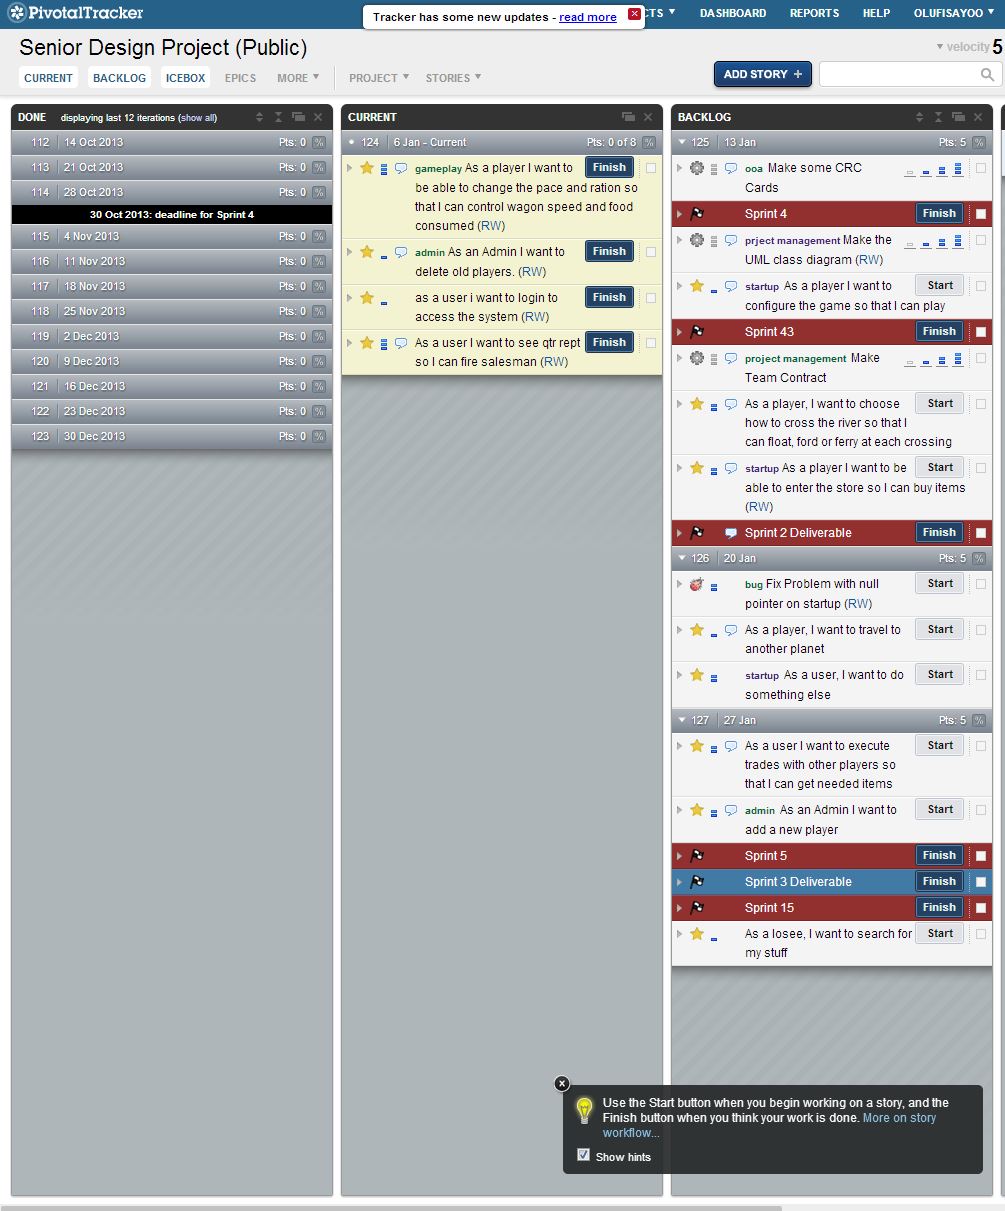 PivotalTracker
Tracker has some new updates - read more
CTS DASHBOARD REPORTS HELP OLUFISAYOO
Senior Design Project (Public)
velocity 5
CURRENT BACKLOG ICEBOX EPICS MORE PROJECT STORIES
ADD STORY +
DONE displaying last 12 iterations (show all)
112 14 Oct 2013 Pts: 0 %
113 21 Oct 2013 Pts: 0 %
114 28 Oct 2013 Pts: 0 %
30 Oct 2013: deadline for Sprint 4
115 4 Nov 2013 Pts: 0 %
116 11 Nov 2013 Pts: 0 %
117 18 Nov 2013 Pts: 0 %
118 25 Nov 2013 Pts: 0 %
119 2 Dec 2013 Pts: 0 %
120 9 Dec 2013 Pts: 0 %
121 16 Dec 2013 Pts: 0 %
122 23 Dec 2013 Pts: 0 %
123 30 Dec 2013 Pts: 0 %
CURRENT
124 6 Jan - Current Pts: 0 of 8 %
gameplay As a player I want to Finish
be able to change the pace and ration so
that I can control wagon speed and food
consumed (RW)
admin As an Admin I want to Finish
delete old players. (RW)
as a user i want to login to Finish
access the system (RW)
As a user I want to see qtr rept Finish
so I can fire salesman (RW)
BACKLOG
125 13 Jan Pts: 5 %
ooa Make some CRC
Cards
Sprint 4 Finish
prject management Make the
UML class diagram (RW)
startup As a player I want to Start
configure the game so that I can play
Sprint 43 Finish
project management Make
Team Contract
As a player, I want to choose Start
how to cross the river so that I
can float, ford or ferry at each crossing
startup As a player I want to be Start
able to enter the store so I can buy items
(RW)
Sprint 2 Deliverable Finish
126 20 Jan Pts: 5 %
bug Fix Problem with null Start
pointer on startup (RW)
As a player, I want to travel to Start
another planet
startup As a user, I want to do Start
something else
127 27 Jan Pts: 5 %
As a user I want to execute Start
trades with other players so
that I can get needed items
admin As an Admin I want to Start
add a new player
Sprint 5 Finish
Sprint 3 Deliverable Finish
Sprint 15 Finish
As a losee, I want to search for Start
my stuff
Use the Start button when you begin working on a story, and the
Finish button when you think your work is done. More on story
workflow...
Show hints